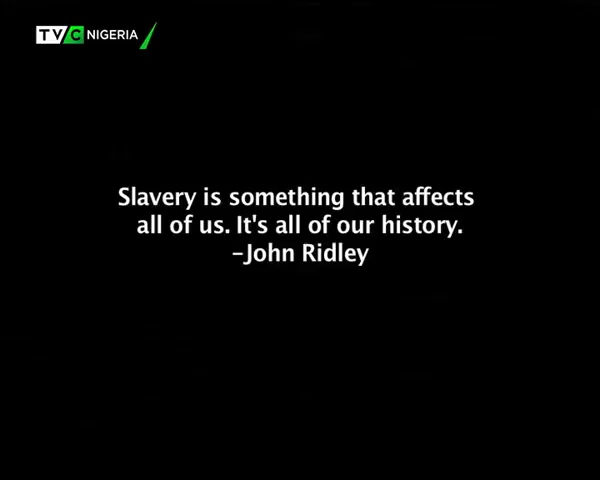 TVC NIGERIA
Slavery is something that affects
all of us. It's all of our history.
-John Ridley